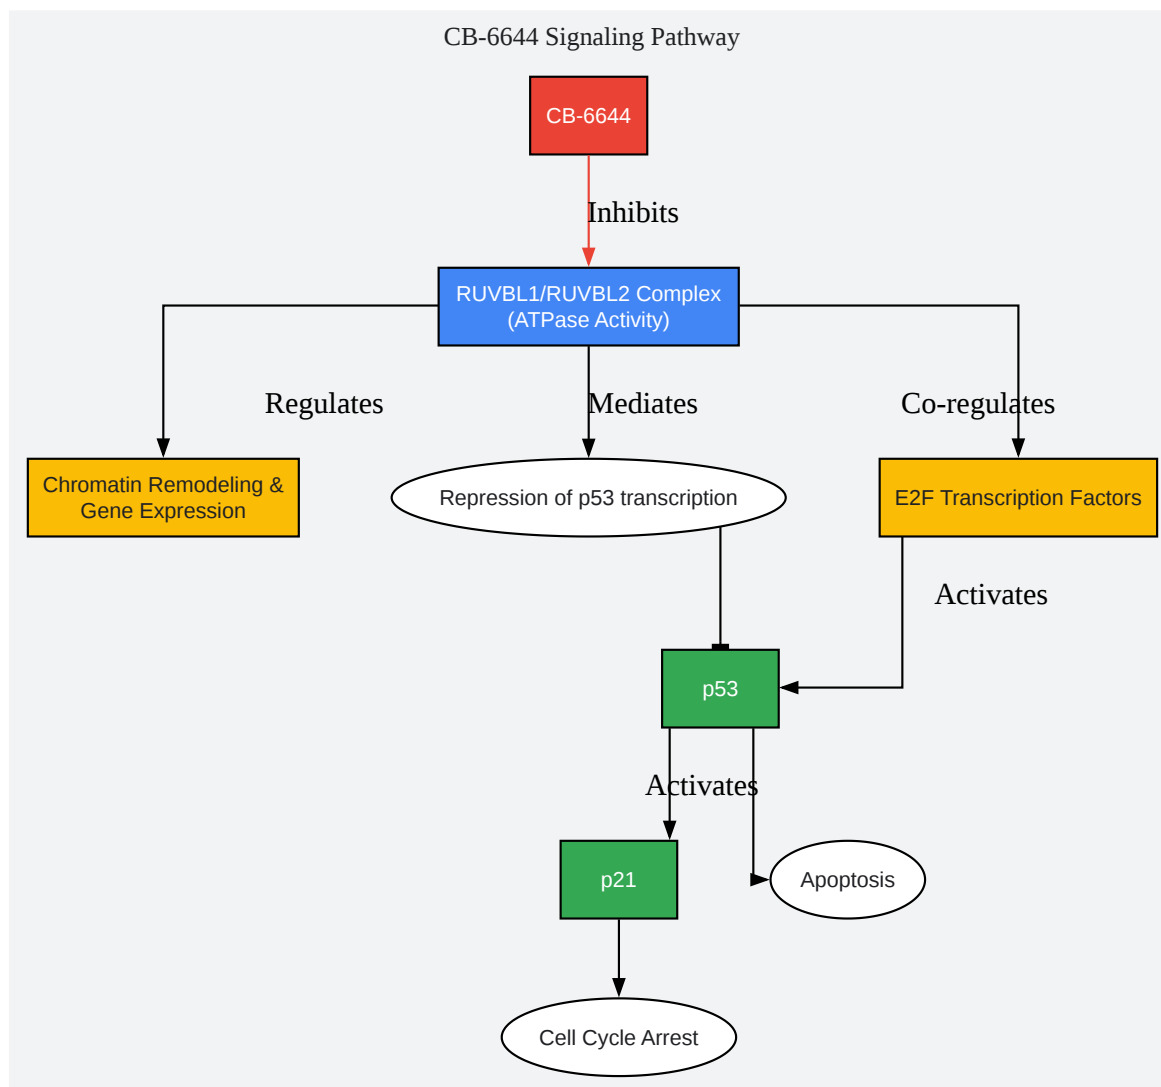 CB-6644 Signaling Pathway
CB-6644
Inhibits
RUVBL1/RUVBL2 Complex
(ATPase Activity)
Regulates
Mediates
Co-regulates
Chromatin Remodeling &
Gene Expression
Repression of p53 transcription
E2F Transcription Factors
Activates
p53
Activates
p21
Apoptosis
Cell Cycle Arrest